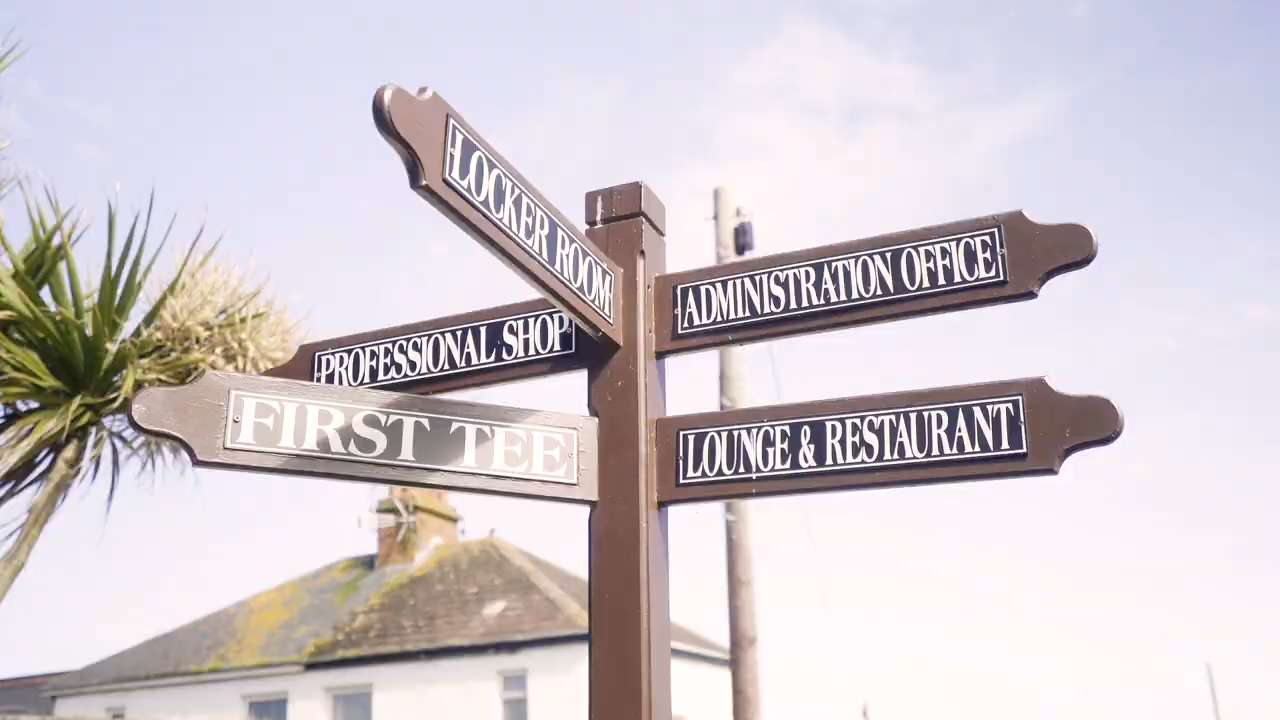 LOCKER ROOM
ADMINISTRATION OFFICE
PROFESSIONAL SHOP
FIRST TEE
LOUNGE & RESTAURANT